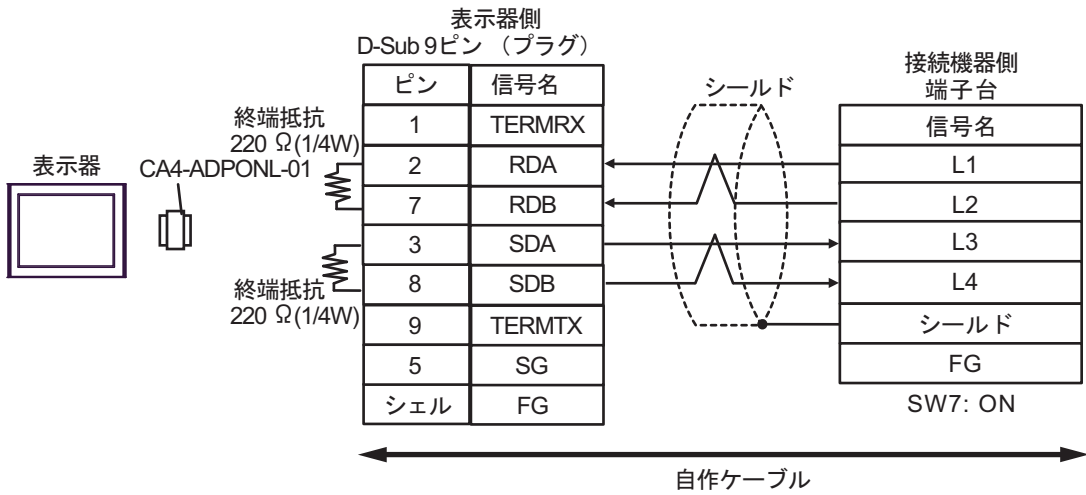 表示器側
D-Sub 9ピン (プラグ)
ピン 信号名
1 TERMRX
2 RDA
7 RDB
3 SDA
8 SDB
9 TERMTX
5 SG
シェル FG
終端抵抗
220 Ω(1/4W)
表示器
CA4-ADPONL-01
終端抵抗
220 Ω(1/4W)
シールド
接続機器側
端子台
信号名
L1
L2
L3
L4
シールド
FG
SW7: ON
自作ケーブル